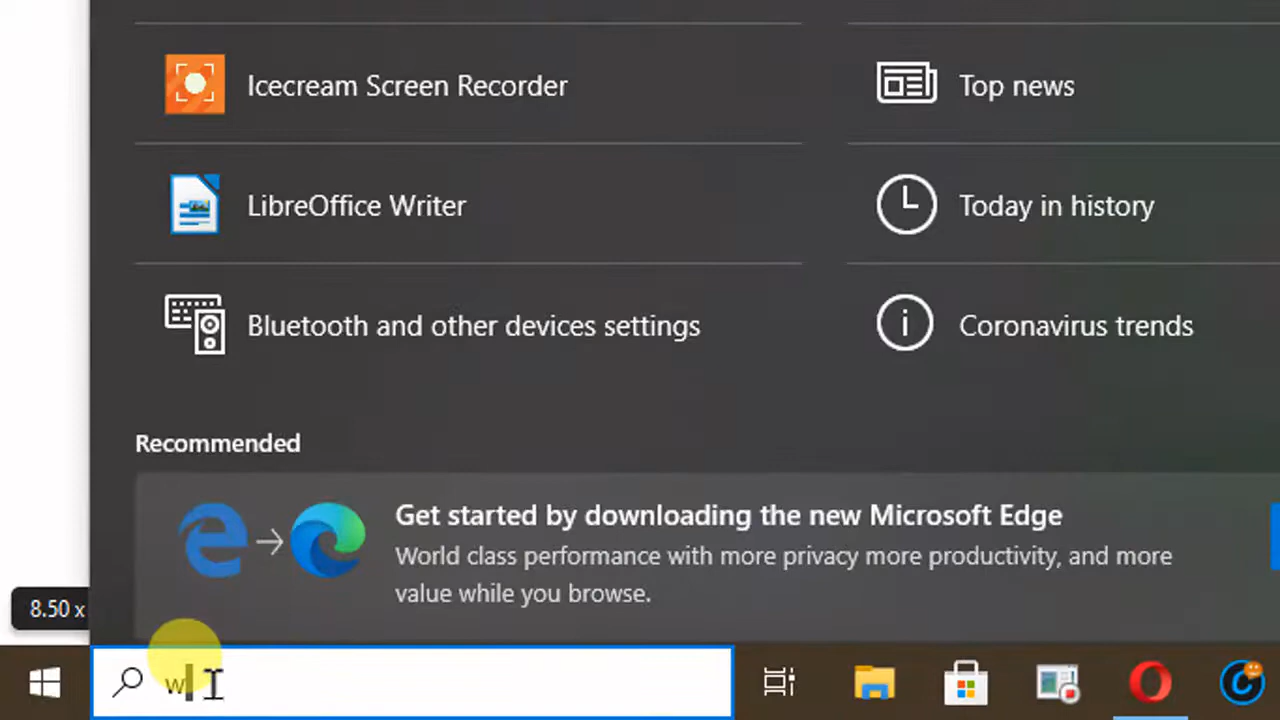 Icecream Screen Recorder
Top news
LibreOffice Writer
Today in history
Bluetooth and other devices settings
Coronavirus trends
Recommended
Get started by downloading the new Microsoft Edge
World class performance with more privacy more productivity, and more
value while you browse.
8.50 x
w